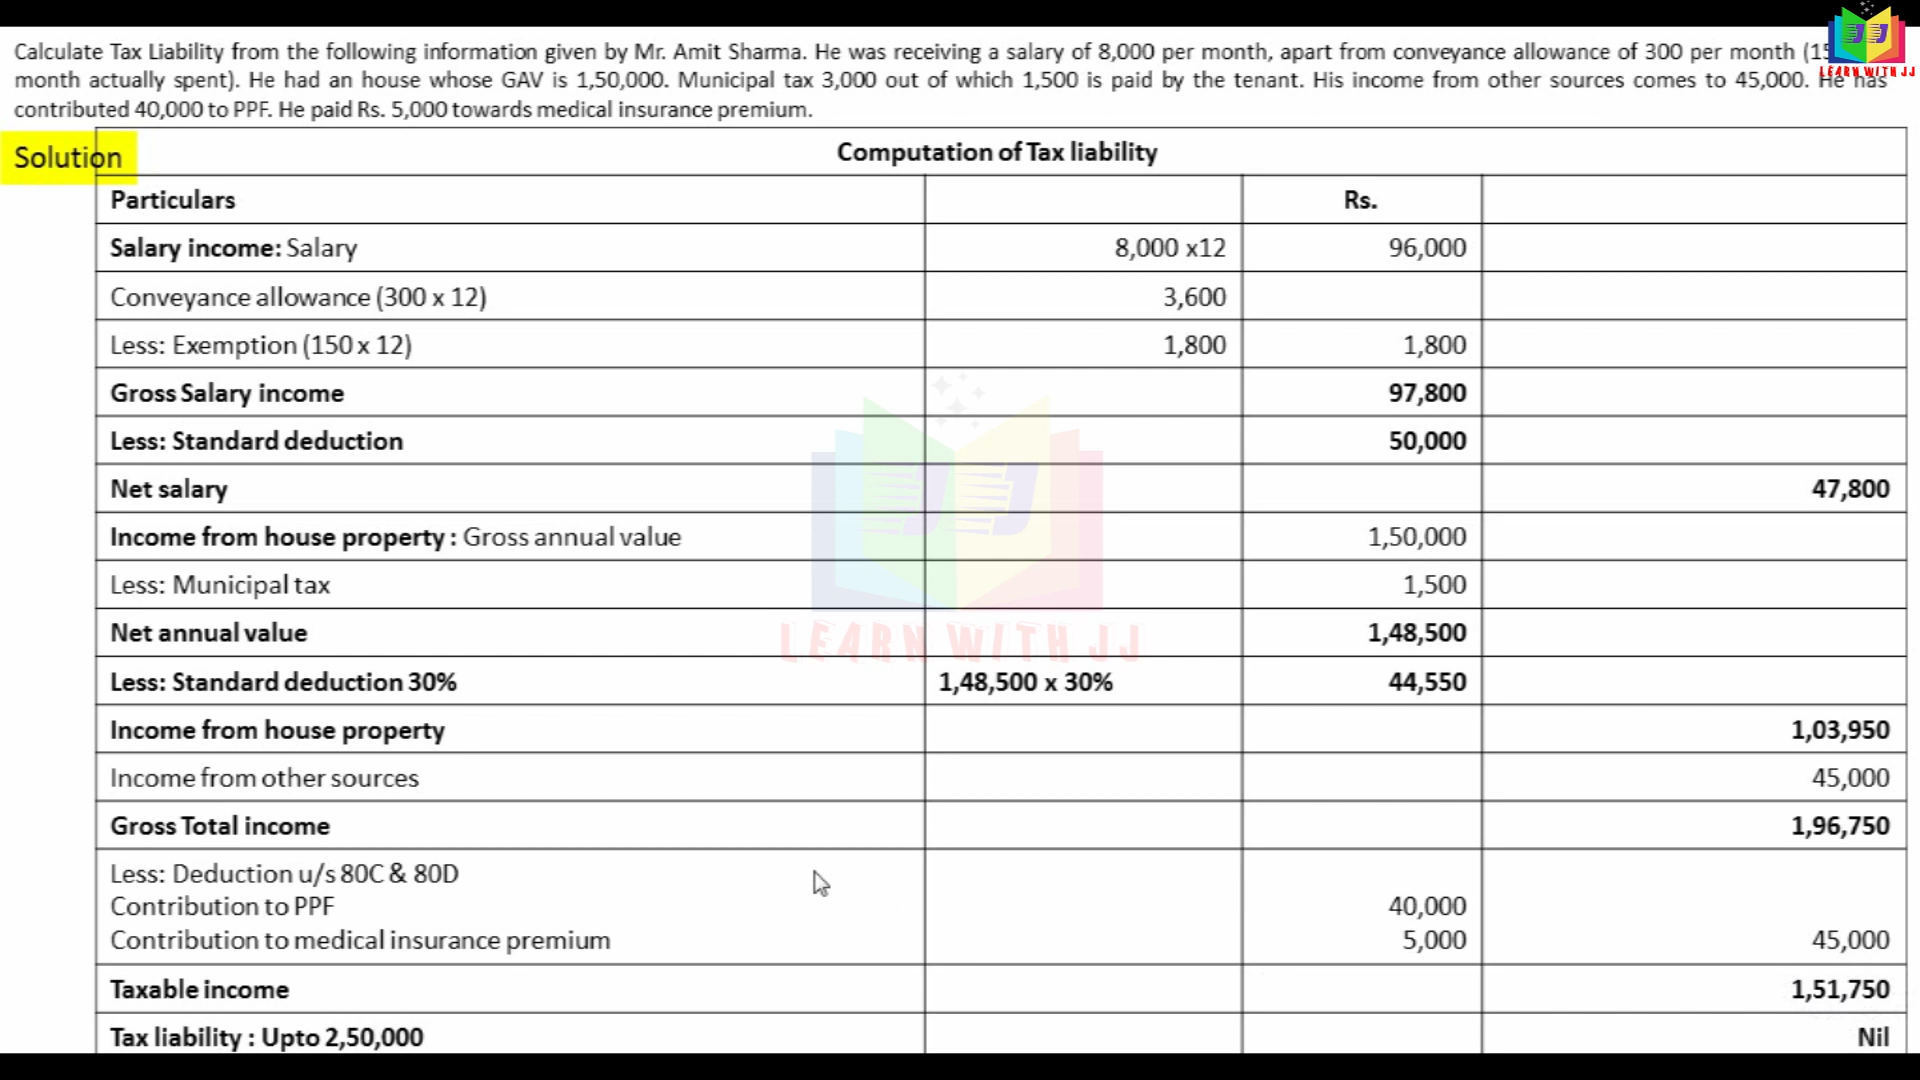 Calculate Tax Liability from the following information given by Mr. Amit Sharma. He was receiving a salary of 8,000 per month, apart from conveyance allowance of 300 per month
LEARN WITH JJ
month actually spent). He had an house whose GAV is 1,50,000. Municipal tax 3,000 out of which 1,500 is paid by the tenant. His income from other sources comes to 45,000. He has
contributed 40,000 to PPF. He paid Rs. 5,000 towards medical insurance premium.
Solution
Computation of Tax liability
Particulars Rs.
Salary income: Salary 8,000 x12 96,000
Conveyance allowance (300 x 12) 3,600
Less: Exemption (150 x 12) 1,800 1,800
Gross Salary income 97,800
Less: Standard deduction 50,000
Net salary 47,800
Income from house property : Gross annual value 1,50,000
Less: Municipal tax 1,500
Net annual value 1,48,500
LEARN WITH JJ
Less: Standard deduction 30% 1,48,500 x 30% 44,550
Income from house property 1,03,950
Income from other sources 45,000
Gross Total income 1,96,750
Less: Deduction u/s 80C & 80D
Contribution to PPF 40,000
Contribution to medical insurance premium 5,000 45,000
Taxable income 1,51,750
Tax liability : Upto 2,50,000 Nil